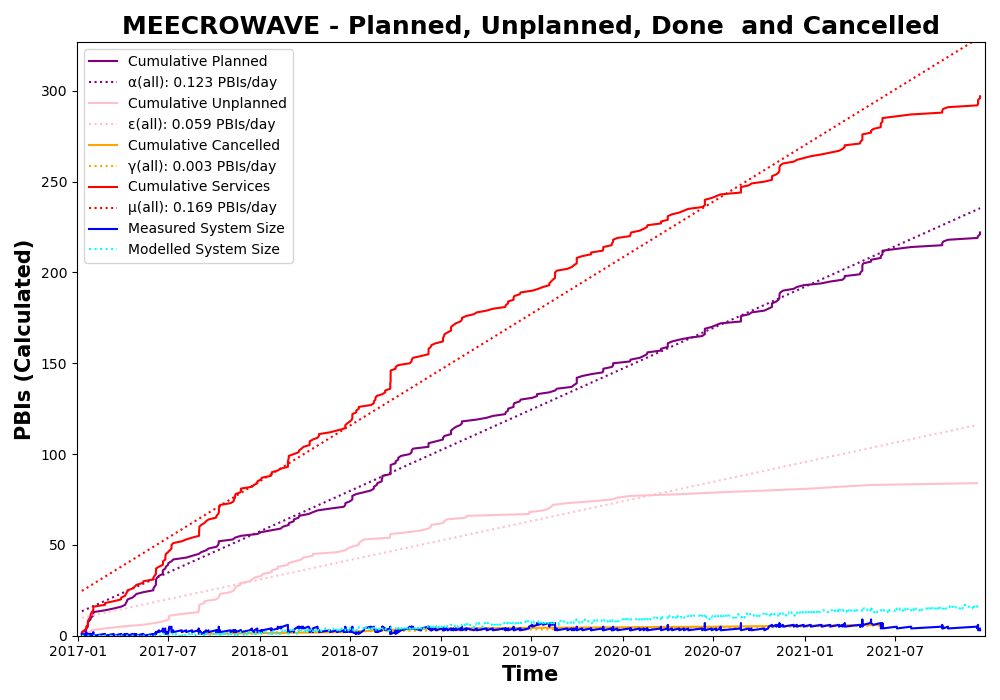 MEECROWAVE - Planned, Unplanned, Done  and Cancelled
Cumulative Planned
α(all): 0.123 PBIs/day
Cumulative Unplanned
ε(all): 0.059 PBIs/day
Cumulative Cancelled
γ(all): 0.003 PBIs/day
Cumulative Services
μ(all): 0.169 PBIs/day
Measured System Size
Modelled System Size
PBIs (Calculated)
300
250
200
150
100
50
0
2017-01 2017-07 2018-01 2018-07 2019-01 2019-07 2020-01 2020-07 2021-01 2021-07
Time